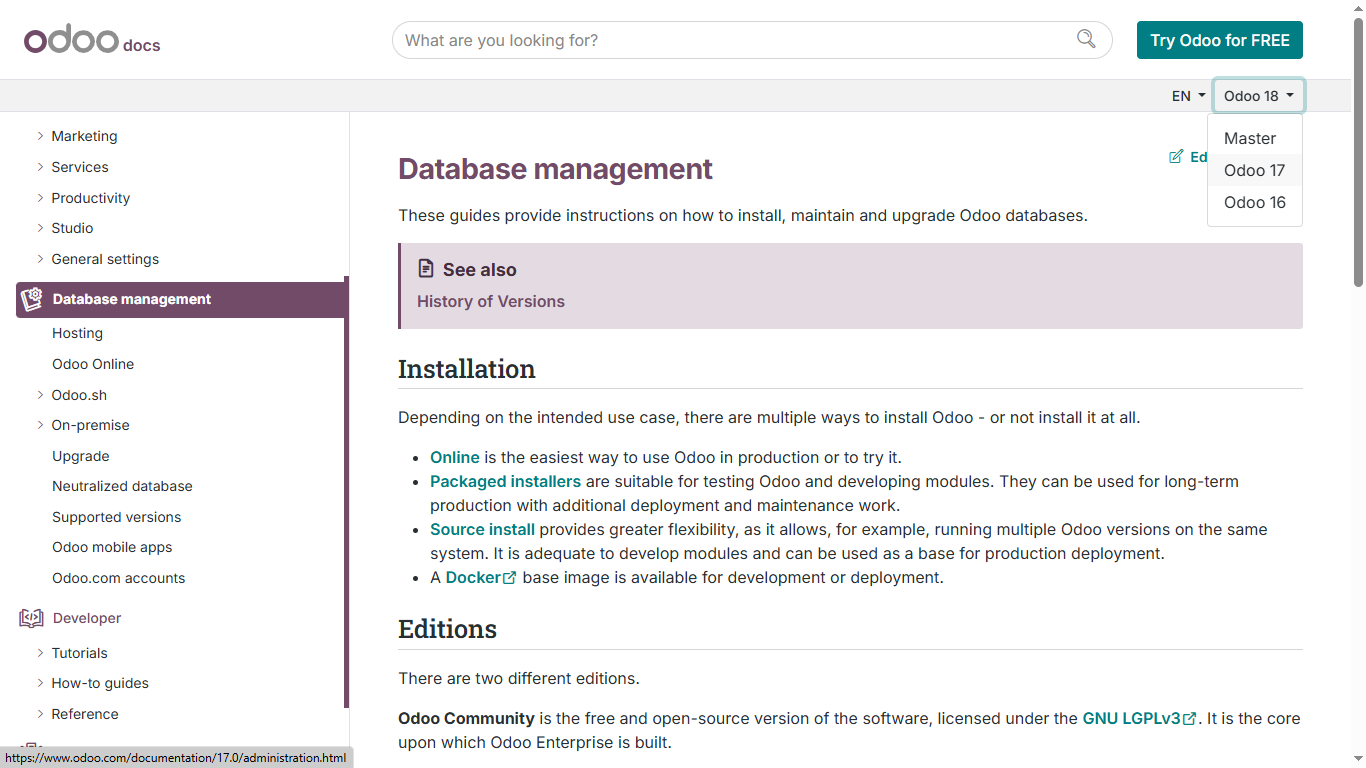 odoo docs
What are you looking for?
Try Odoo for FREE
EN
Odoo 18
Master
Odoo 17
Odoo 16
Marketing
Services
Productivity
Studio
General settings
Database management
Hosting
Odoo Online
Odoo.sh
On-premise
Upgrade
Neutralized database
Supported versions
Odoo mobile apps
Odoo.com accounts
Developer
Tutorials
How-to guides
Reference
https://www.odoo.com/documentation/17.0/administration.html
Database management
Ed
These guides provide instructions on how to install, maintain and upgrade Odoo databases.
See also
History of Versions
Installation
Depending on the intended use case, there are multiple ways to install Odoo - or not install it at all.
• Online is the easiest way to use Odoo in production or to try it.
• Packaged installers are suitable for testing Odoo and developing modules. They can be used for long-term
production with additional deployment and maintenance work.
• Source install provides greater flexibility, as it allows, for example, running multiple Odoo versions on the same
system. It is adequate to develop modules and can be used as a base for production deployment.
• A Docker base image is available for development or deployment.
Editions
There are two different editions.
Odoo Community is the free and open-source version of the software, licensed under the GNU LGPLv3. It is the core
upon which Odoo Enterprise is built.